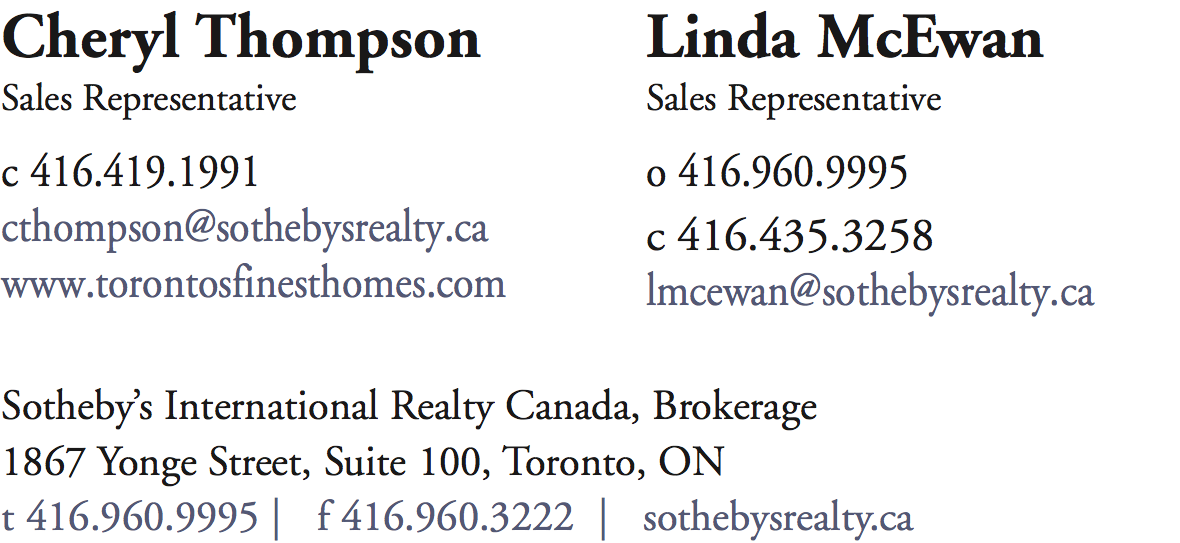 Cheryl Thompson
Sales Representative
c 416.419.1991
cthompson@sothebysrealty.ca
www.torontosfinesthomes.com
Linda McEwan
Sales Representative
o 416.960.9995
c 416.435.3258
lmcewan@sothebysrealty.ca
Sotheby’s International Realty Canada, Brokerage
1867 Yonge Street, Suite 100, Toronto, ON
t 416.960.9995 | f 416.960.3222 | sothebysrealty.ca